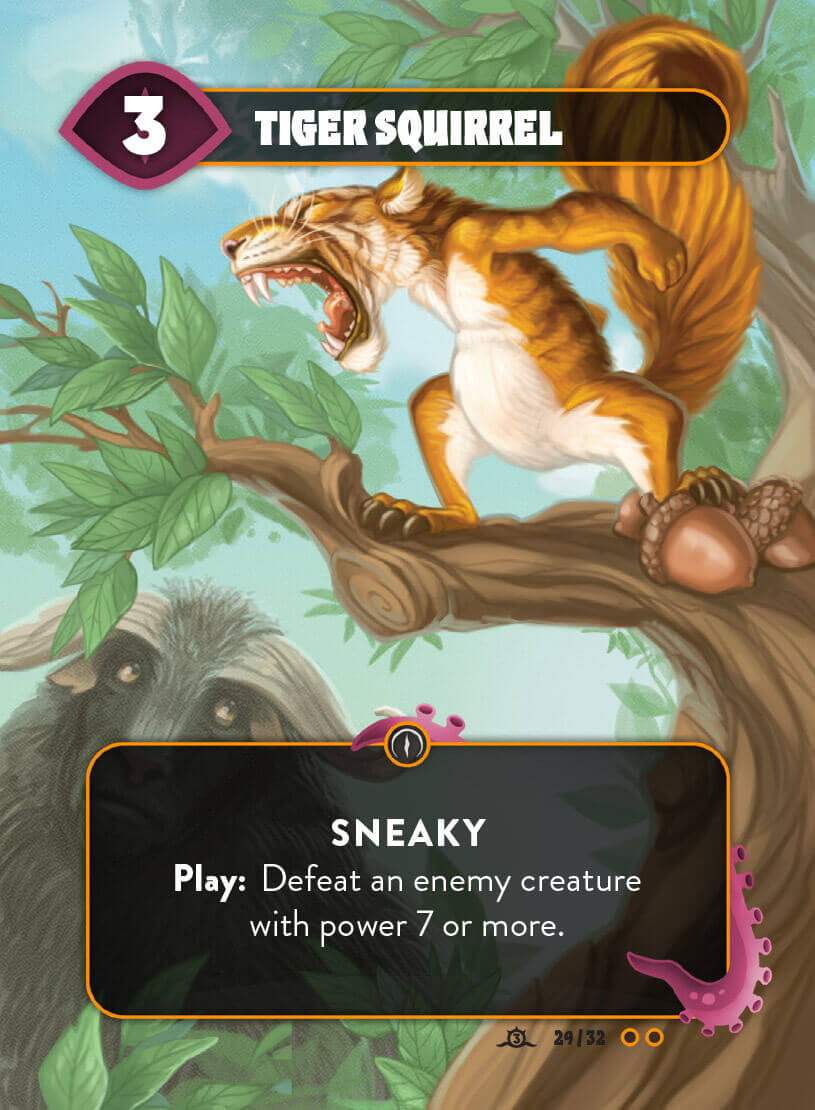 3
TIGER SQUIRREL
SNEAKY
Play: Defeat an enemy creature
with power 7 or more.
3 29/32